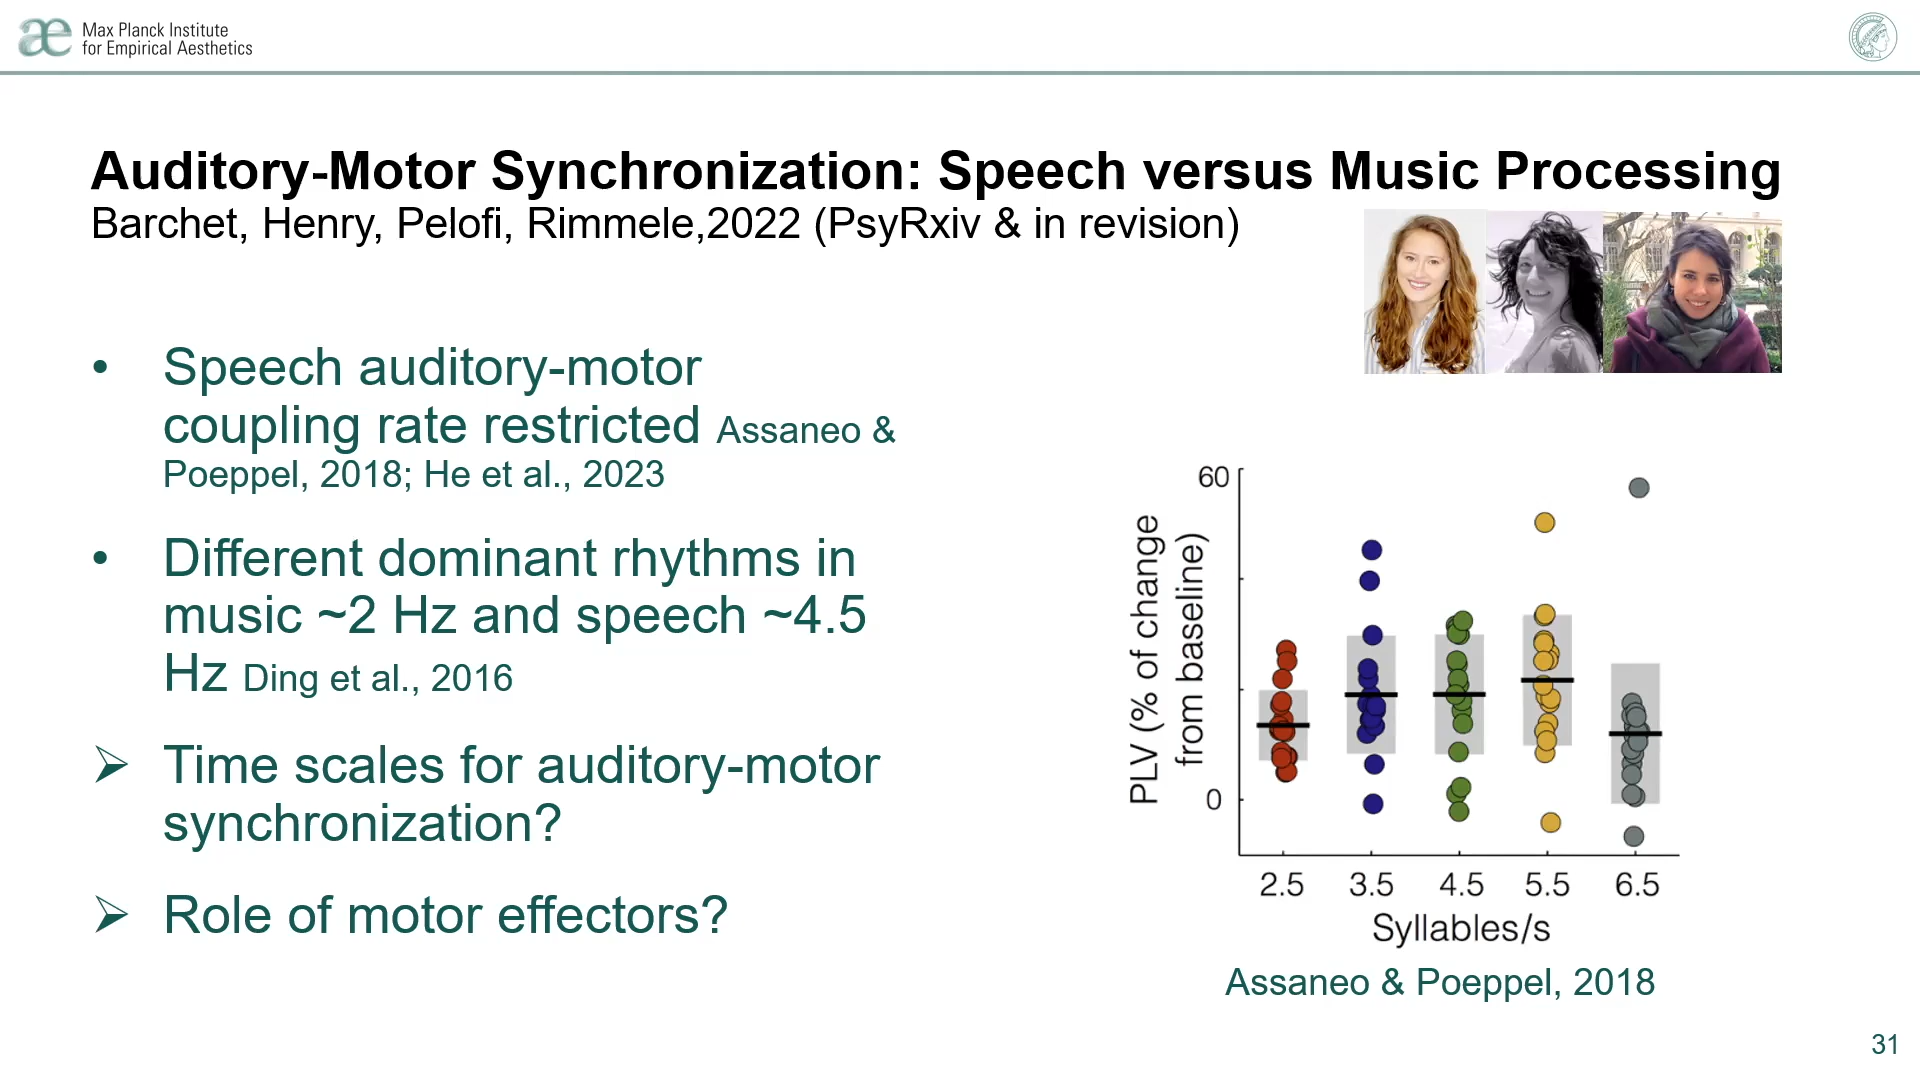 Max Planck Institute
for Empirical Aesthetics
Auditory-Motor Synchronization: Speech versus Music Processing
Barchet, Henry, Pelofi, Rimmele,2022 (PsyRxiv & in revision)
• Speech auditory-motor
coupling rate restricted Assaneo &
Poeppel, 2018; He et al., 2023
• Different dominant rhythms in
music ~2 Hz and speech ~4.5
Hz Ding et al., 2016
➢ Time scales for auditory-motor
synchronization?
➢ Role of motor effectors?
PLV (% of change
from baseline)
60
0
2.5 3.5 4.5 5.5 6.5
Syllables/s
Assaneo & Poeppel, 2018
31